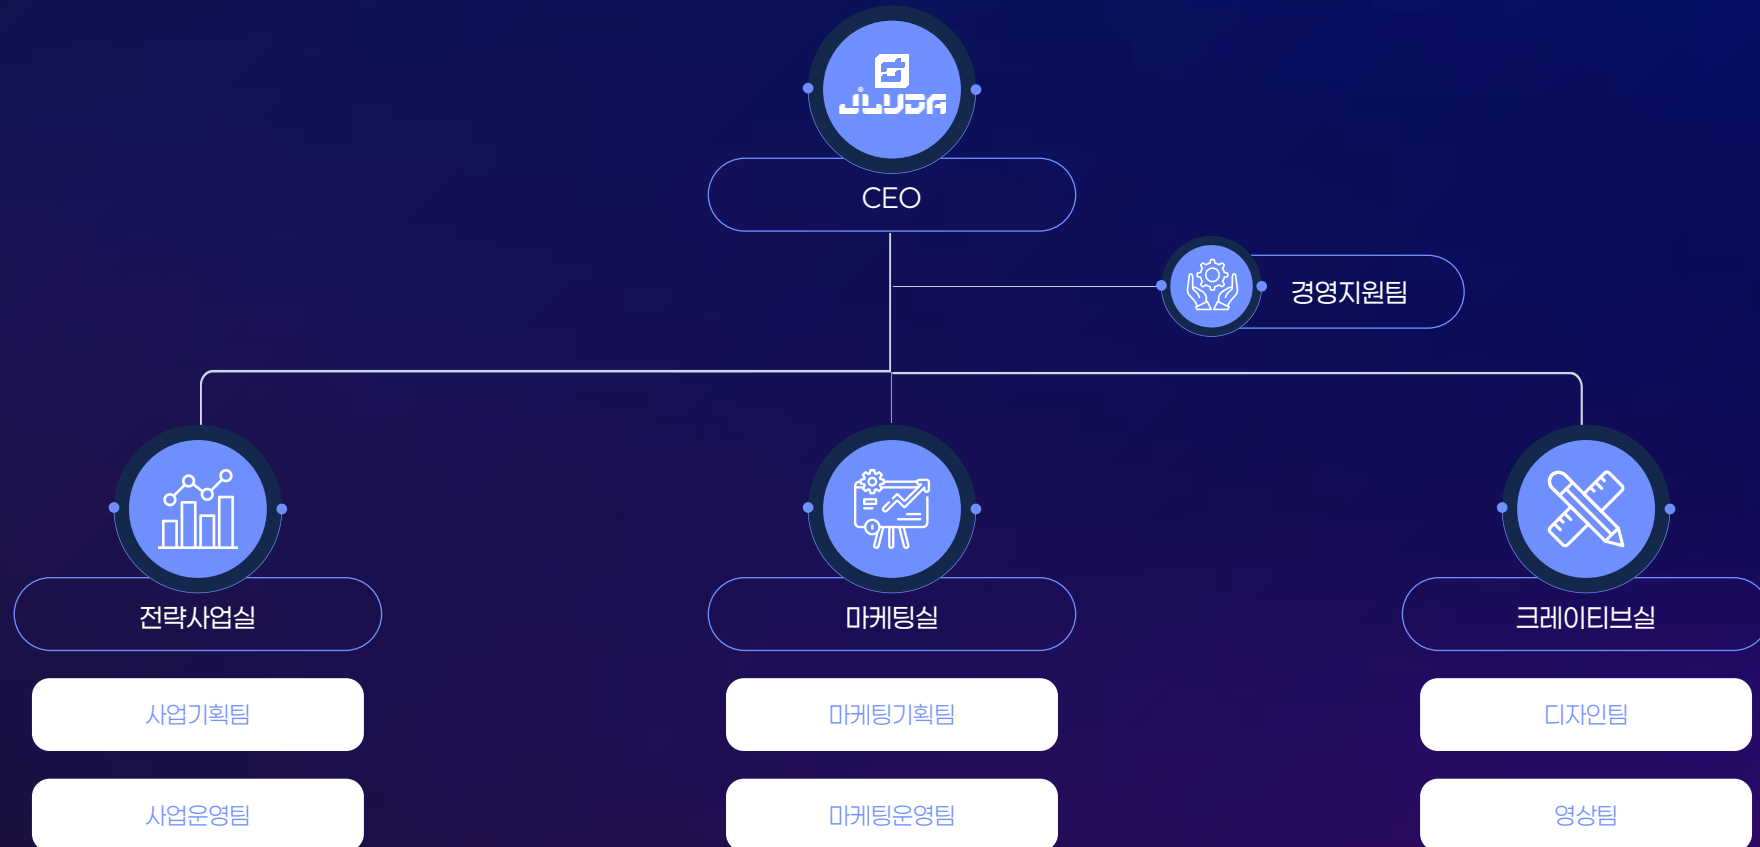 JLUDA
CEO
경영지원팀
전략사업실
마케팅실
크레이티브실
사업기획팀
마케팅기획팀
디자인팀
사업운영팀
마케팅운영팀
영상팀